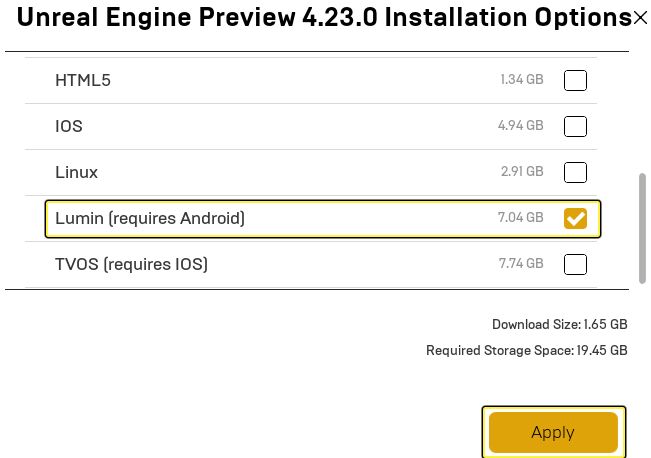 Unreal Engine Preview 4.23.0 Installation Options
HTML5 1.34 GB
IOS 4.94 GB
Linux 2.91 GB
Lumin (requires Android) 7.04 GB
TVOS (requires IOS) 7.74 GB
Download Size: 1.65 GB
Required Storage Space: 19.45 GB
Apply